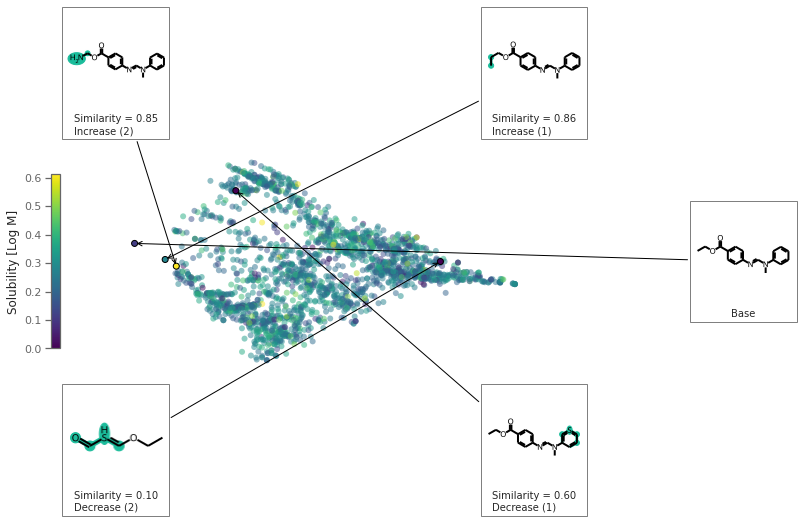 H₂N
O
O
N
N
Similarity = 0.85
Increase (2)
O
O
N
N
Similarity = 0.86
Increase (1)
Solubility [Log M]
0.6
0.5
0.4
0.3
0.2
0.1
0.0
O
O
N
N
Base
O
H
S
O
Similarity = 0.10
Decrease (2)
O
O
N
N
S
Similarity = 0.60
Decrease (1)